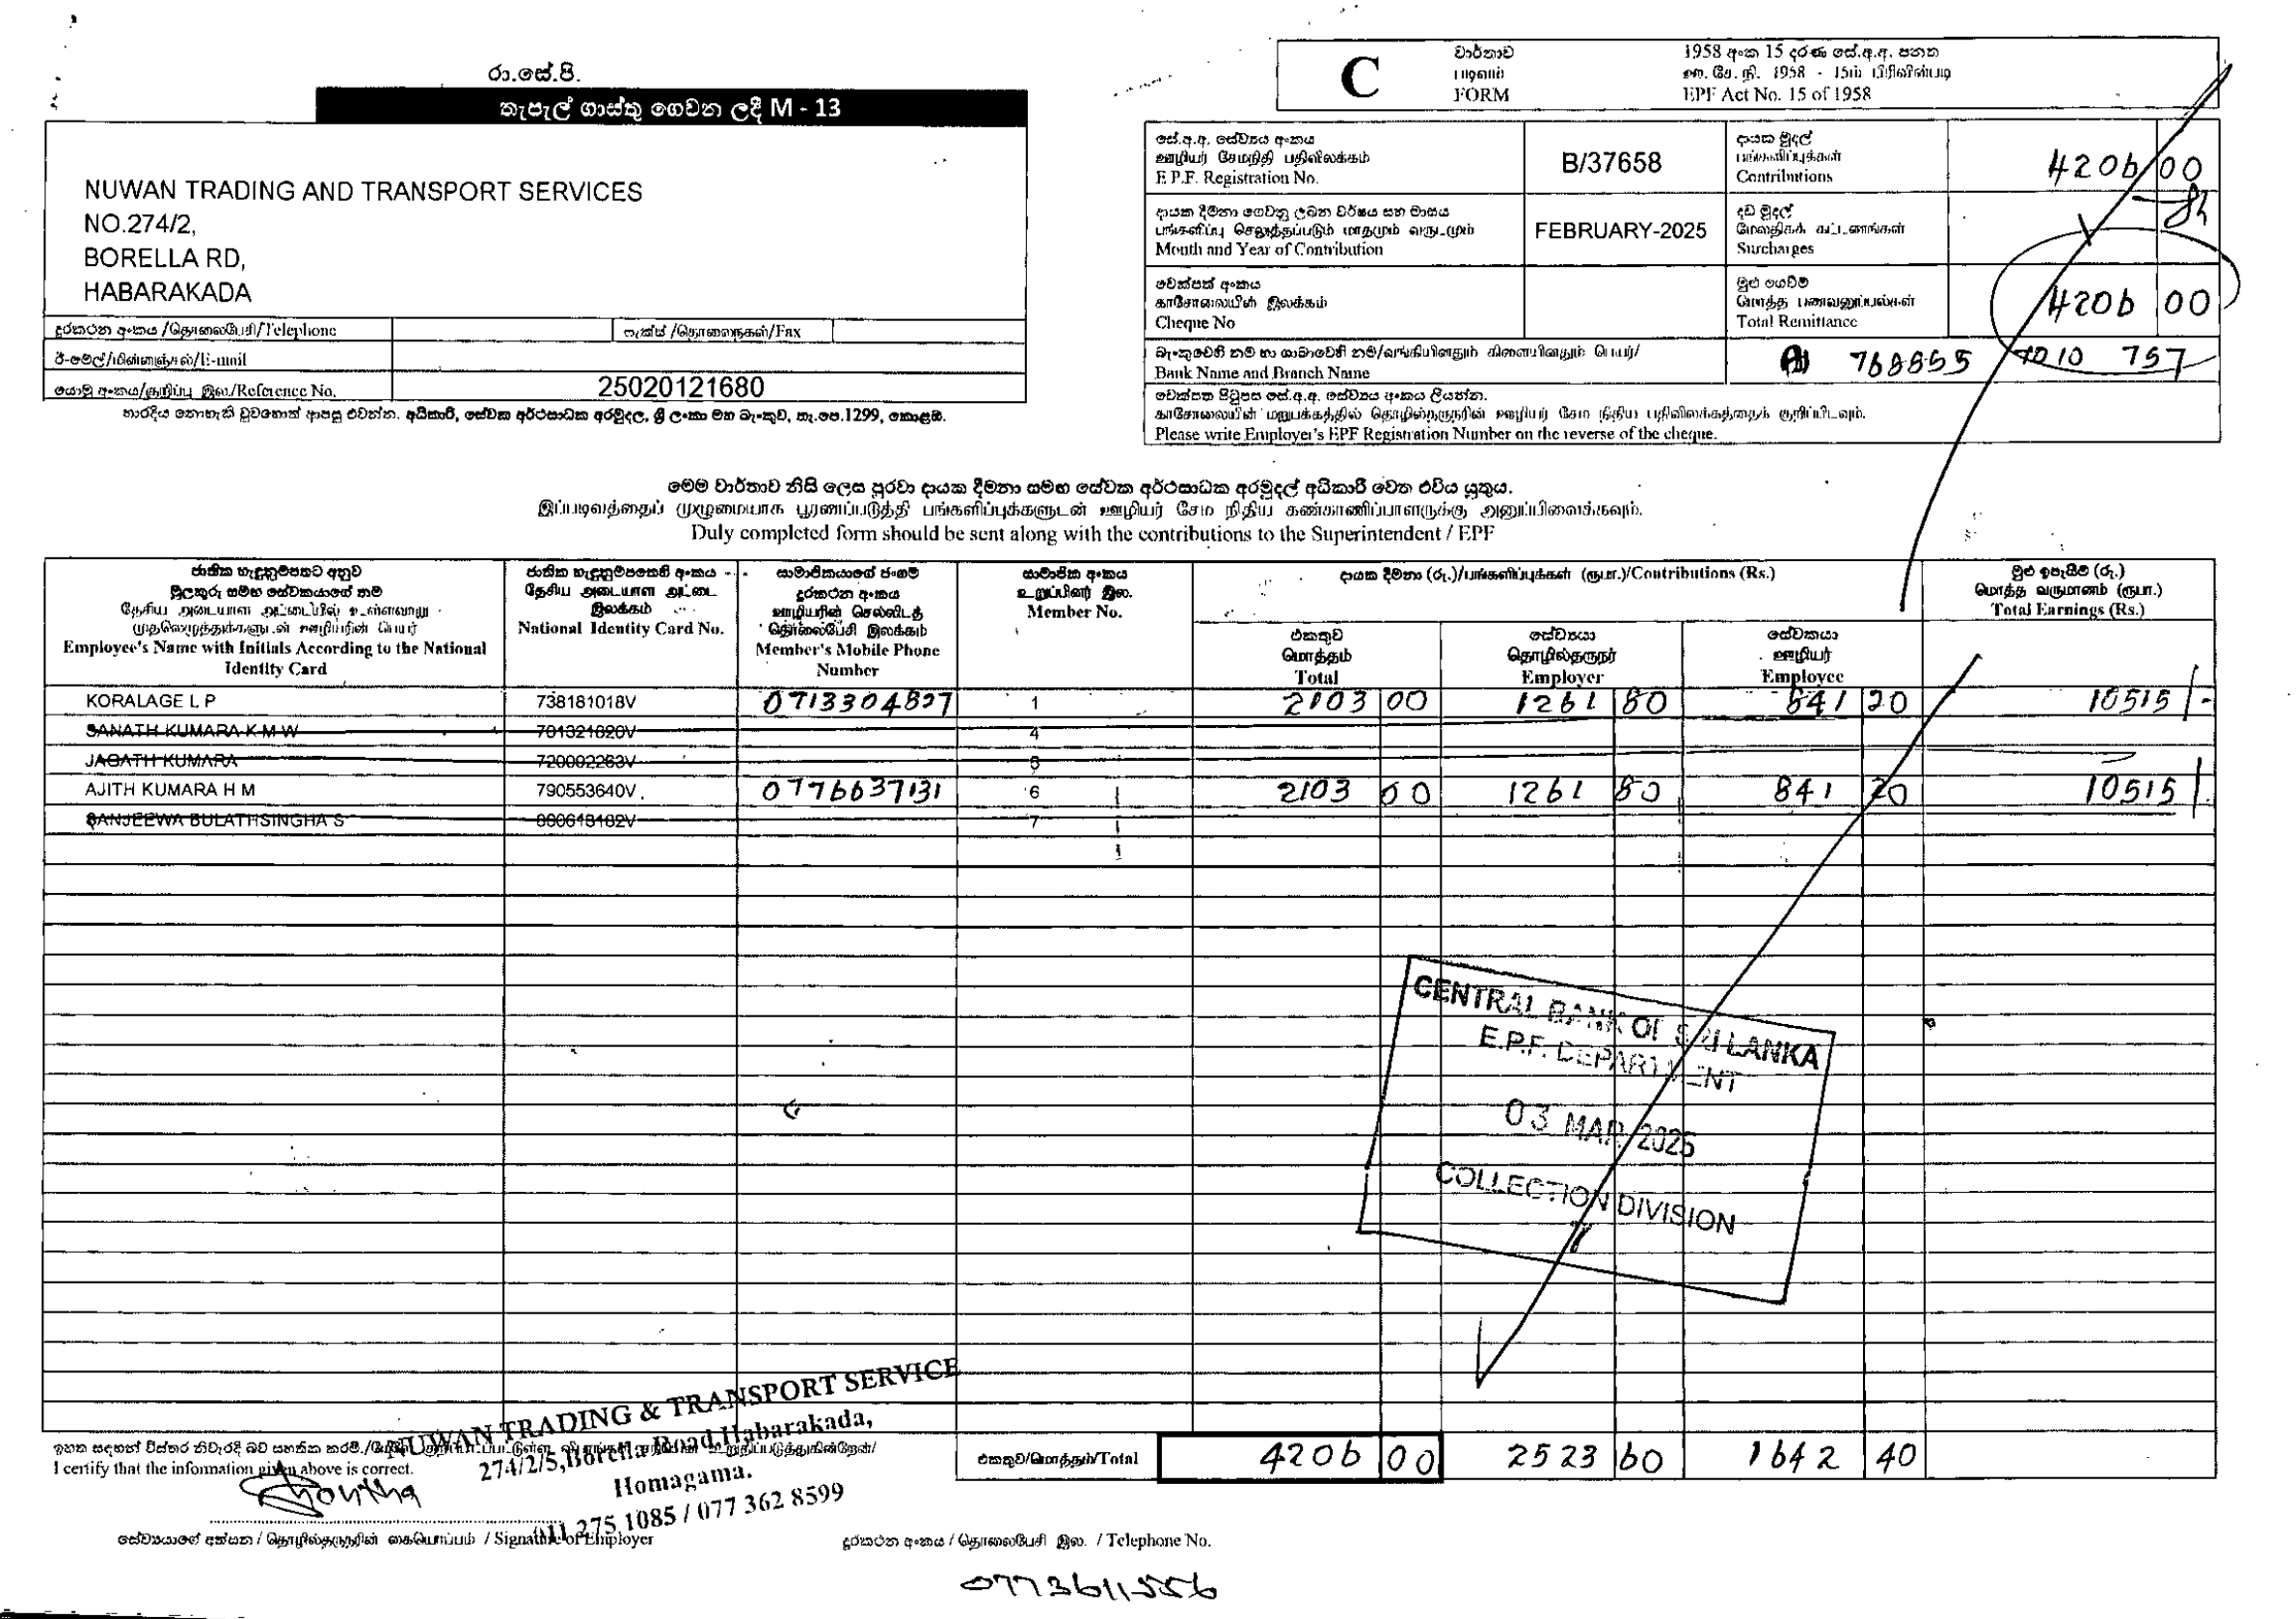 රා.සේ.පි.
තැපැල් ගාස්තු ගෙවන ලදී M - 13
NUWAN TRADING AND TRANSPORT SERVICES
NO.274/2,
BORELLA RD,
HABARAKADA
දුරකථන අංකය /தொலைபேசி/Telephone
ෆැක්ස් /தொலைநகல்/Fax
ඊ-මේල්/மின்னஞ்சல்/E-mail
යොමු අංකය/குறிப்பு இல/Reference No. 25020121680
භාරදිය නොහැකි වුවහොත් ආපසු එවන්න. අධිකාරී, සේවක අර්ථසාධක අරමුදල, ශ්‍රී ලංකා මහ බැංකුව, තැ.පෙ.1299, කොළඹ.
C
වාර්තාව
படிவம்
FORM
1958 අංක 15 දරණ සේ.අ.අ. පනත
ஊ. சே. நி. 1958 - 15ம் பிரிவின்படி
EPF Act No. 15 of 1958
සේ.අ.අ. සේව්‍ය අංකය
ஊழியர் சேமநிதி பதிவிலக்கம்
E.P.F. Registration No.
B/37658
දායක මුදල්
பங்களிப்புக்கள்
Contributions
4206 00
දායක දීමනා ගෙවනු ලබන වර්ෂය සහ මාසය
பங்களிப்பு செலுத்தப்படும் மாதமும் வருடமும்
Month and Year of Contribution
FEBRUARY-2025
දඩ මුදල්
மேலதிகக் கட்டணங்கள்
Surcharges
චෙක්පත් අංකය
காசோலையின் இலக்கம்
Cheque No
මුළු ගෙවීම
மொத்த பணவனுப்பல்கள்
Total Remittance
4206 00
බැංකුවෙහි නම හා ශාඛාවෙහි නම/வங்கியினதும் கிளையினதும் பெயர்/
Bank Name and Branch Name
768855 7010 757
චෙක්පත පිටුපස සේ.අ.අ. සේව්‍ය අංකය ලියන්න.
காசோலையின் மறுபக்கத்தில் தொழில்தருநரின் ஊழியர் சேம நிதிய பதிவிலக்கத்தைக் குறிப்பிடவும்.
Please write Employer's EPF Registration Number on the reverse of the cheque.
මෙම වාර්තාව නිසි ලෙස පුරවා දායක දීමනා සමඟ සේවක අර්ථසාධක අරමුදල් අධිකාරී වෙත එවිය යුතුය.
இப்படிவத்தைப் முழுமையாக பூரணப்படுத்தி பங்களிப்புக்களுடன் ஊழியர் சேம நிதிய கண்காணிப்பாளருக்கு அனுப்பிவைக்கவும்.
Duly completed form should be sent along with the contributions to the Superintendent / EPF
ජාතික හැඳුනුම්පතට අනුව
මුලකුරු සමඟ සේවකයාගේ නම
தேசிய அடையாள அட்டையில் உள்ளவாறு
முதலெழுத்துக்களுடன் ஊழியரின் பெயர்
Employee's Name with Initials According to the National
Identity Card
ජාතික හැඳුනුම්පතෙහි අංකය
தேசிய அடையாள அட்டை
இலக்கம்
National Identity Card No.
සාමාජිකයාගේ ජංගම
දුරකථන අංකය
ஊழியரின் செல்லிடத்
தொலைபேசி இலக்கம்
Member's Mobile Phone
Number
සාමාජික අංකය
உறுப்பினர் இல.
Member No.
දායක දීමනා (රු.)/பங்களிப்புக்கள் (ரூபா.)/Contributions (Rs.)
එකතුව
மொத்தம்
Total
සේව්‍යයා
தொழில்தருநர்
Employer
සේවකයා
ஊழியர்
Employee
මුළු ඉපැයීම් (රු.)
மொத்த வருமானம் (ரூபா.)
Total Earnings (Rs.)
KORALAGE L P 738181018V 0713304827 1 2103 00 1261 80 841 20 10515/-
SANATH KUMARA K M W 701321820V 4
JAGATH KUMARA 720002263V 5
AJITH KUMARA H M 790553640V 6 0776637131 2103 00 1261 80 841 20 10515/-
SANJEEWA BULATHSINGHA S 860618182V 7
CENTRAL BANK OF SRI LANKA
E.P.F. DEPARTMENT
03 MAR 2025
COLLECTION DIVISION
ඉහත සඳහන් විස්තර නිවැරදි බව සහතික කරමි.
I certify that the information given above is correct.
NUWAN TRADING & TRANSPORT SERVICE
274/2/5, Borella Road, Habarakada,
Homagama.
011 275 1085 / 077 362 8599
එකතුව/மொத்தம்/Total 4206 00 2523 60 1642 40
සේව්‍යයාගේ අත්සන / தொழில்தருநரின் கையொப்பம் / Signature of Employer
දුරකථන අංකය / தொலைபேசி இல. / Telephone No.
0773611556